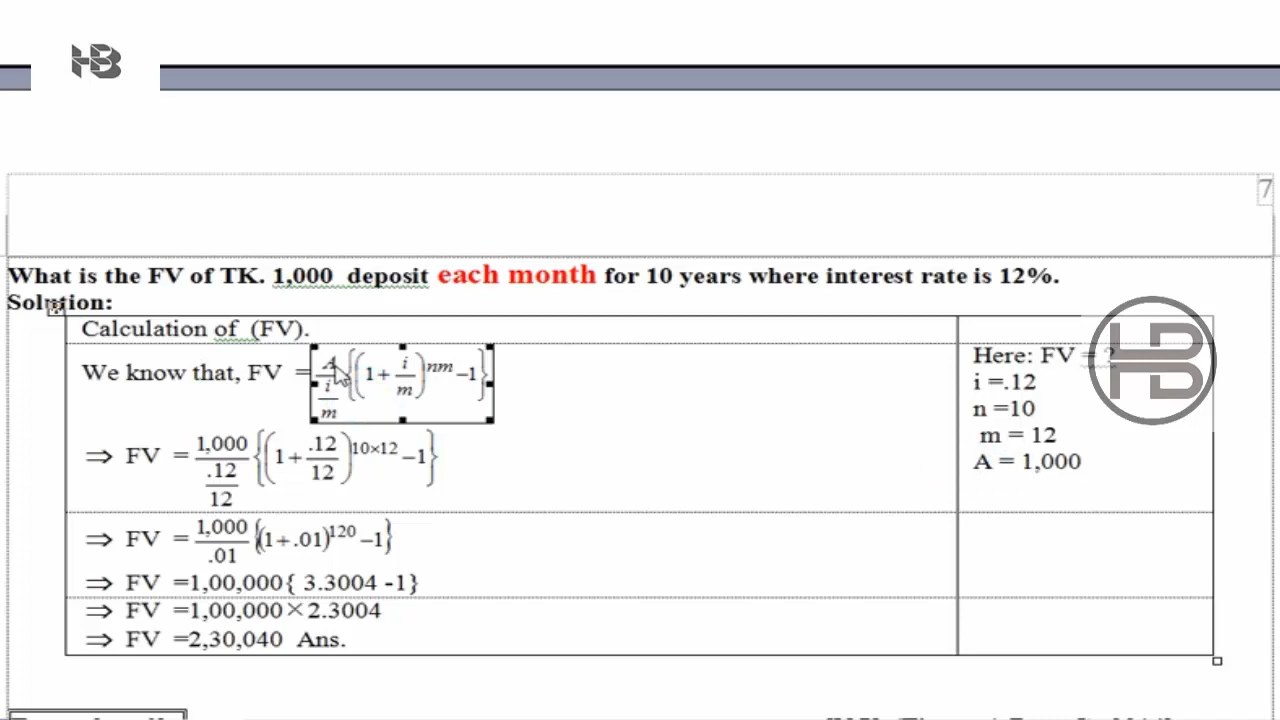 HB
7
What is the FV of TK. 1,000 deposit each month for 10 years where interest rate is 12%.
Solution:
Calculation of (FV).
We know that, FV = A/(i/m) {(1 + i/m)^nm − 1}
⇒ FV = 1,000/(.12/12) {(1 + .12/12)^10×12 − 1}
⇒ FV = 1,000/.01 {(1 + .01)^120 − 1}
⇒ FV =1,00,000{ 3.3004 -1}
⇒ FV =1,00,000×2.3004
⇒ FV =2,30,040 Ans.
Here: FV = ?
i =.12
n =10
m = 12
A = 1,000
HB